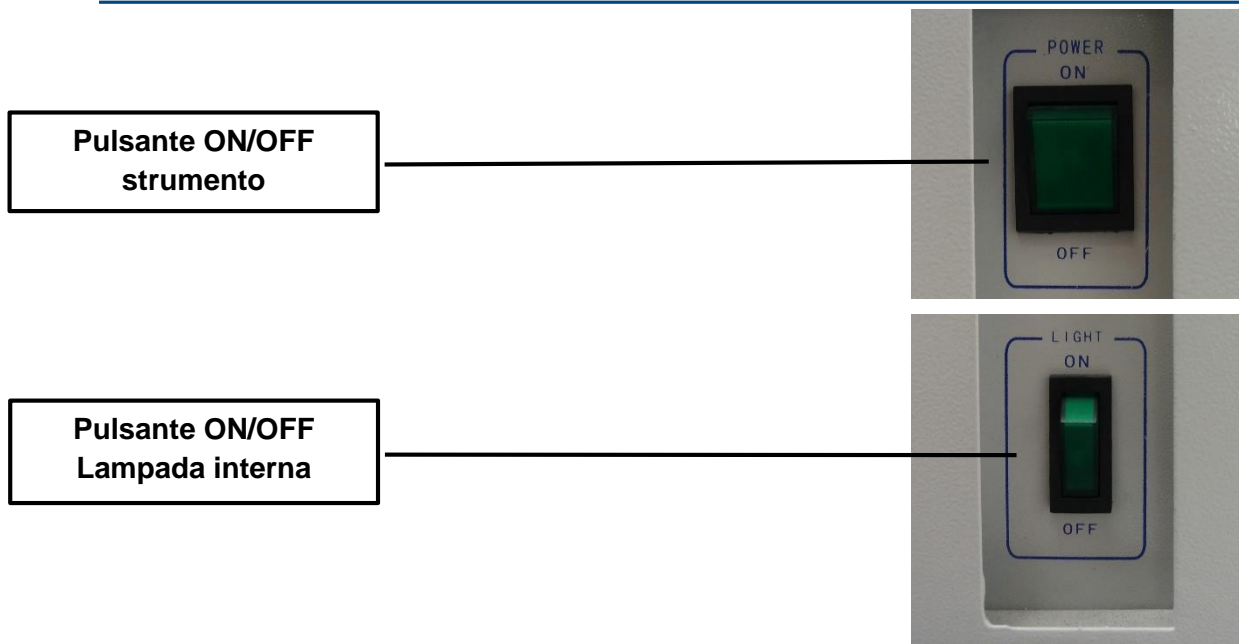 Pulsante ON/OFF
strumento
POWER
ON
OFF
Pulsante ON/OFF
Lampada interna
LIGHT
ON
OFF